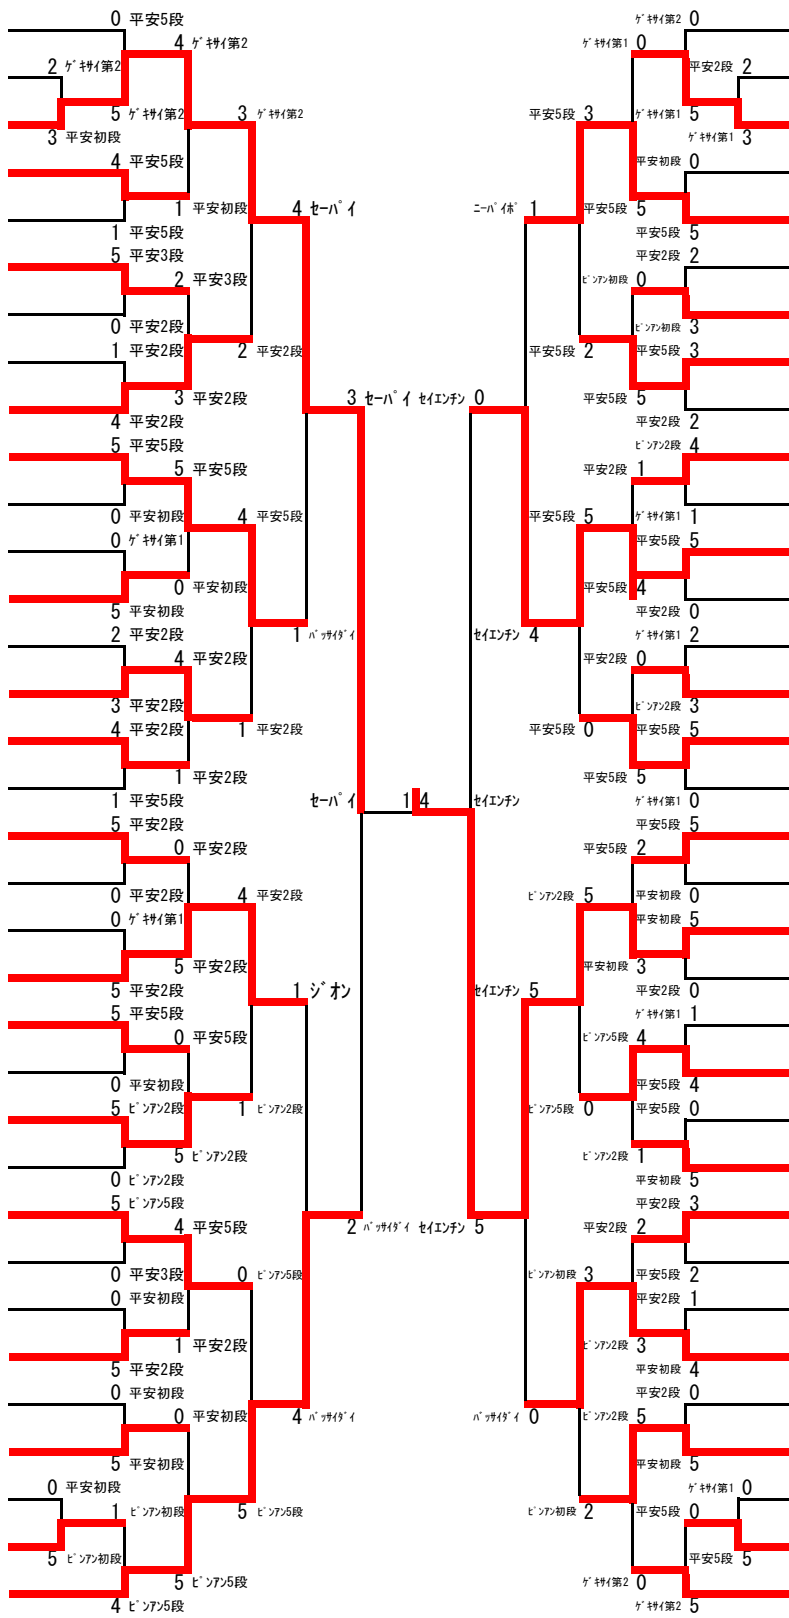 0 平安5段
4 ｹﾞｷｻｲ第2
2 ｹﾞｷｻｲ第2
5 ｹﾞｷｻｲ第2
3 ｹﾞｷｻｲ第2
3 平安初段
4 平安5段
1 平安初段
4 セーパイ
1 平安5段
5 平安3段
2 平安3段
0 平安2段
1 平安2段
2 平安2段
3 平安2段
3 セーパイ
4 平安2段
5 平安5段
5 平安5段
0 平安初段
4 平安5段
0 ｹﾞｷｻｲ第1
0 平安初段
5 平安初段
1 ﾊﾞｯｻｲﾀﾞｲ
2 平安2段
4 平安2段
3 平安2段
4 平安2段
1 平安2段
1 平安2段
1 平安5段
セーパイ 1
5 平安2段
0 平安2段
0 平安2段
4 平安2段
0 ｹﾞｷｻｲ第1
5 平安2段
5 平安2段
1 ジオン
5 平安5段
0 平安5段
0 平安初段
5 ﾋﾟﾝｱﾝ2段
1 ﾋﾟﾝｱﾝ2段
5 ﾋﾟﾝｱﾝ2段
0 ﾋﾟﾝｱﾝ2段
5 ﾋﾟﾝｱﾝ5段
4 平安5段
2 ﾊﾞｯｻｲﾀﾞｲ
0 平安3段
0 ﾋﾟﾝｱﾝ5段
0 平安初段
1 平安2段
5 平安2段
0 平安初段
0 平安初段
4 ﾊﾞｯｻｲﾀﾞｲ
5 平安初段
0 平安初段
1 ﾋﾟﾝｱﾝ初段
5 ﾋﾟﾝｱﾝ5段
5 ﾋﾟﾝｱﾝ初段
5 ﾋﾟﾝｱﾝ5段
4 ﾋﾟﾝｱﾝ5段
ｹﾞｷｻｲ第2 0
ｹﾞｷｻｲ第1 0
平安2段 2
平安5段 3
ｹﾞｷｻｲ第1 5
ｹﾞｷｻｲ第1 3
平安初段 0
ﾆｰﾊﾟｲﾎﾟ 1
平安5段 5
平安5段 5
平安2段 2
ﾋﾟﾝｱﾝ初段 0
ﾋﾟﾝｱﾝ初段 3
平安5段 2
平安5段 3
セイエンチン 0
平安5段 5
平安2段 2
ﾋﾟﾝｱﾝ2段 4
平安2段 1
平安5段 5
ｹﾞｷｻｲ第1 1
平安5段 5
平安5段 4
平安2段 0
セイエンチン 4
ｹﾞｷｻｲ第1 2
平安2段 0
ﾋﾟﾝｱﾝ2段 3
平安5段 0
平安5段 5
平安5段 5
ｹﾞｷｻｲ第1 0
4 セイエンチン
平安5段 5
平安5段 2
ﾋﾟﾝｱﾝ2段 5
平安初段 0
平安初段 5
平安初段 3
平安2段 0
セイエンチン 5
ｹﾞｷｻｲ第1 1
ﾋﾟﾝｱﾝ5段 4
平安5段 4
ﾋﾟﾝｱﾝ5段 0
平安5段 0
ﾋﾟﾝｱﾝ2段 1
平安初段 5
平安2段 3
セイエンチン 5
平安2段 2
ﾋﾟﾝｱﾝ初段 3
平安5段 2
平安2段 1
ﾋﾟﾝｱﾝ2段 3
平安初段 4
平安2段 0
ﾊﾞｯｻｲﾀﾞｲ 0
ﾋﾟﾝｱﾝ2段 5
平安初段 5
ｹﾞｷｻｲ第1 0
ﾋﾟﾝｱﾝ初段 2
平安5段 0
平安5段 5
ｹﾞｷｻｲ第2 0
ｹﾞｷｻｲ第2 5